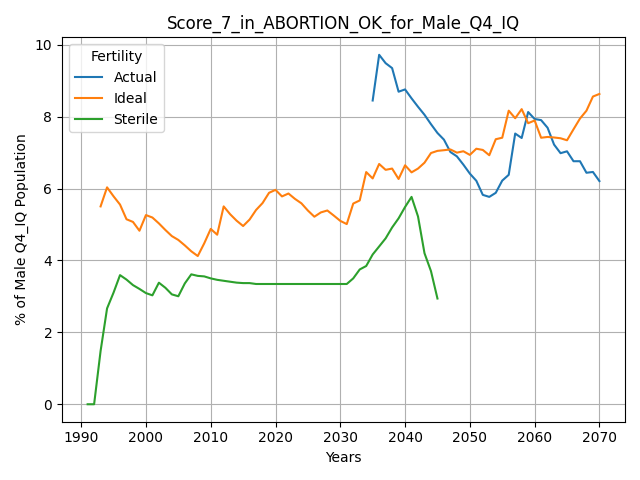 Score_7_in_ABORTION_OK_for_Male_Q4_IQ
Fertility
Actual
Ideal
Sterile
% of Male Q4_IQ Population
10
8
6
4
2
0
1990 2000 2010 2020 2030 2040 2050 2060 2070
Years